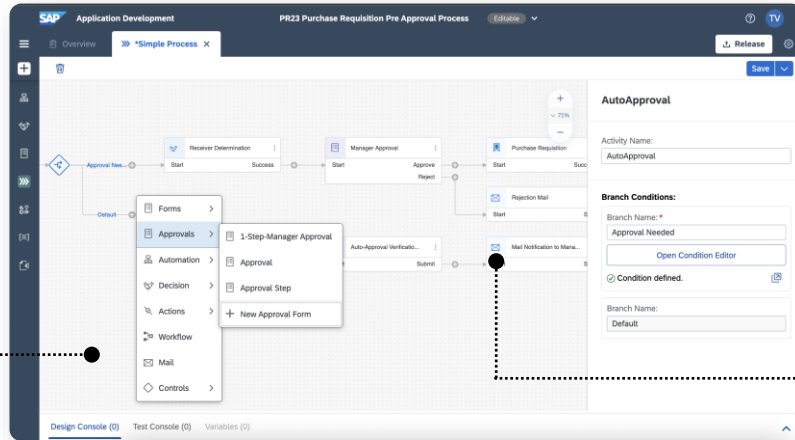 SAP Application Development
PR23 Purchase Requisition Pre Approval Process
Editable
TV
Overview
*Simple Process
Release
Save
71%
Approval Nee...
Default
Receiver Determination
Start Success
Manager Approval
Start Approve
Reject
Purchase Requisition
Start
Rejection Mail
Start
Auto-Approval Verificatio...
Submit
Mail Notification to Mana...
Forms
Approvals
Automation
Decision
Actions
Workflow
Mail
Controls
1-Step-Manager Approval
Approval
Approval Step
New Approval Form
AutoApproval
Activity Name:
AutoApproval
Branch Conditions:
Branch Name: *
Approval Needed
Open Condition Editor
Condition defined.
Branch Name:
Default
Design Console (0) Test Console (0) Variables (0)